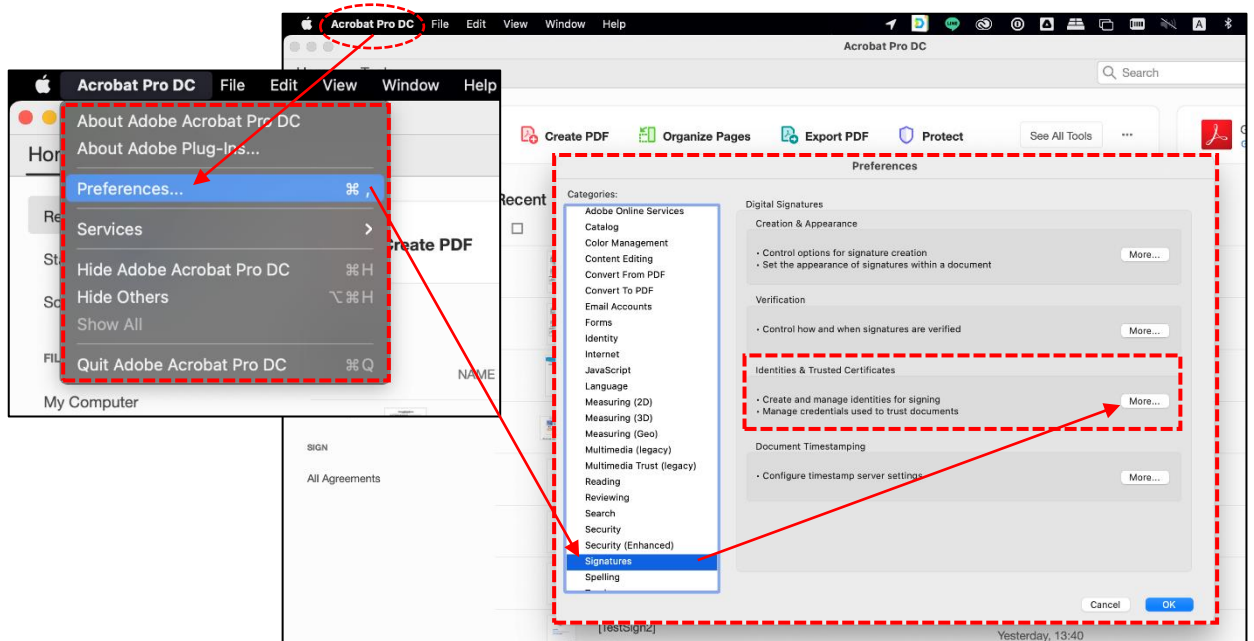 Acrobat Pro DC File Edit View Window Help
Acrobat Pro DC
Search
Acrobat Pro DC File Edit View Window Help
About Adobe Acrobat Pro DC
About Adobe Plug-Ins...
Preferences... ⌘ ,
Services
Hide Adobe Acrobat Pro DC ⌘H
Hide Others ⌥⌘H
Show All
Quit Adobe Acrobat Pro DC ⌘Q
NAME
My Computer
Create PDF
SIGN
All Agreements
Create PDF Organize Pages Export PDF Protect See All Tools ...
Recent
Preferences
Categories:
Adobe Online Services
Catalog
Color Management
Content Editing
Convert From PDF
Convert To PDF
Email Accounts
Forms
Identity
Internet
JavaScript
Language
Measuring (2D)
Measuring (3D)
Measuring (Geo)
Multimedia (legacy)
Multimedia Trust (legacy)
Reading
Reviewing
Search
Security
Security (Enhanced)
Signatures
Spelling
Digital Signatures
Creation & Appearance
• Control options for signature creation
• Set the appearance of signatures within a document
More...
Verification
• Control how and when signatures are verified
More...
Identities & Trusted Certificates
• Create and manage identities for signing
• Manage credentials used to trust documents
More...
Document Timestamping
• Configure timestamp server settings
More...
Cancel OK
[TestSign2]
Yesterday, 13:40